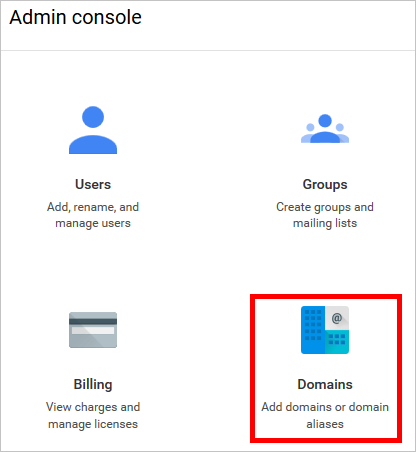 Admin console
Users
Add, rename, and
manage users
Groups
Create groups and
mailing lists
Billing
View charges and
manage licenses
@
Domains
Add domains or domain
aliases